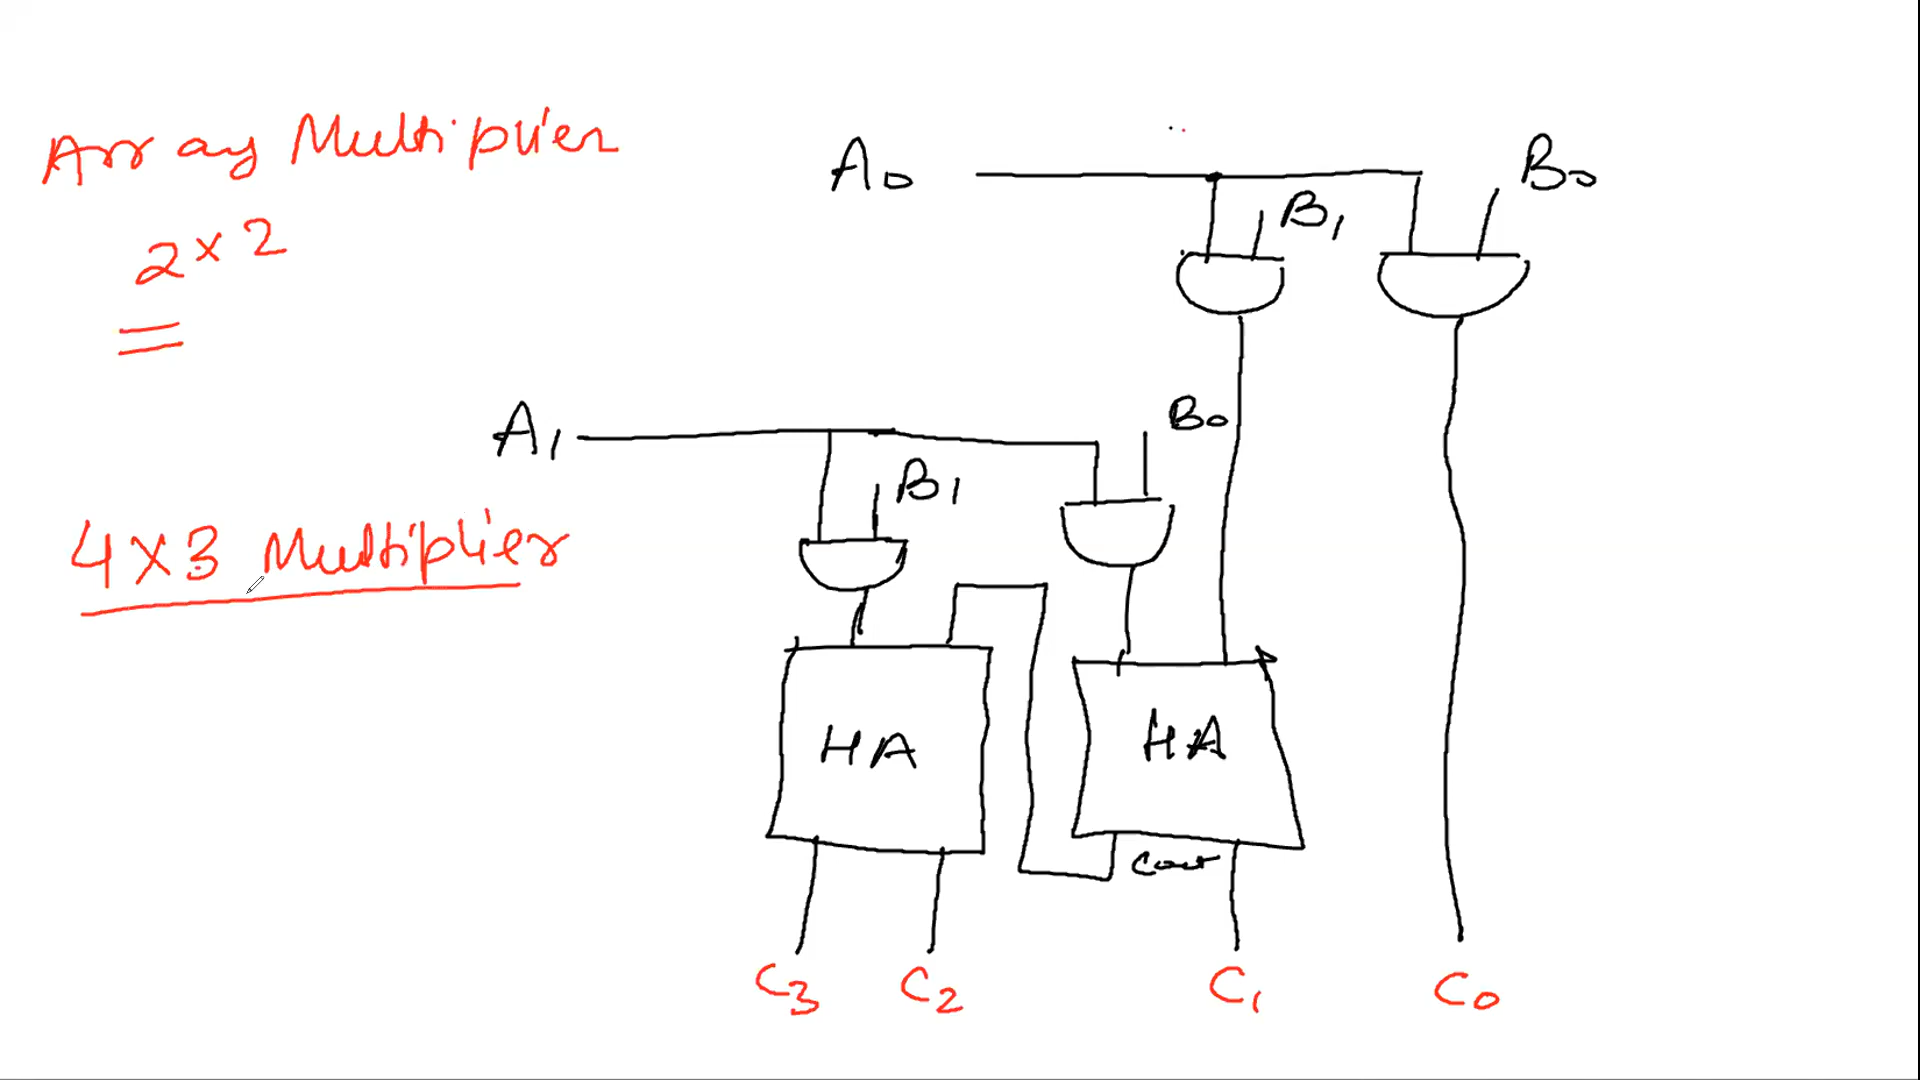 Array Multiplier
2 x 2
A0
B0
B1
A1
B0
B1
4 x 3 Multiplier
HA
HA
Cout
C3
C2
C1
C0